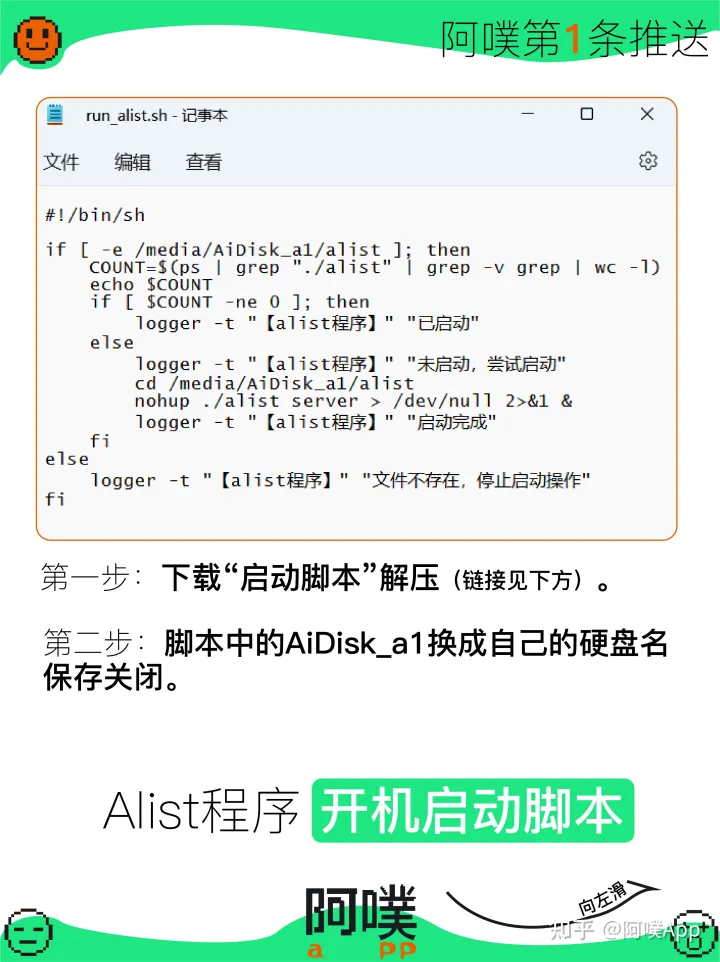 阿噗第1条推送
run_alist.sh - 记事本
文件 编辑 查看
#!/bin/sh
if [ -e /media/AiDisk_a1/alist ]; then
    COUNT=$(ps | grep "./alist" | grep -v grep | wc -l)
    echo $COUNT
    if [ $COUNT -ne 0 ]; then
        logger -t "【alist程序】" "已启动"
    else
        logger -t "【alist程序】" "未启动，尝试启动"
        cd /media/AiDisk_a1/alist
        nohup ./alist server > /dev/null 2>&1 &
        logger -t "【alist程序】" "启动完成"
    fi
else
    logger -t "【alist程序】" "文件不存在，停止启动操作"
fi
第一步：下载“启动脚本”解压（链接见下方）。
第二步：脚本中的AiDisk_a1换成自己的硬盘名
保存关闭。
Alist程序 开机启动脚本
阿噗
a pp
向左滑
知乎 @阿噗App